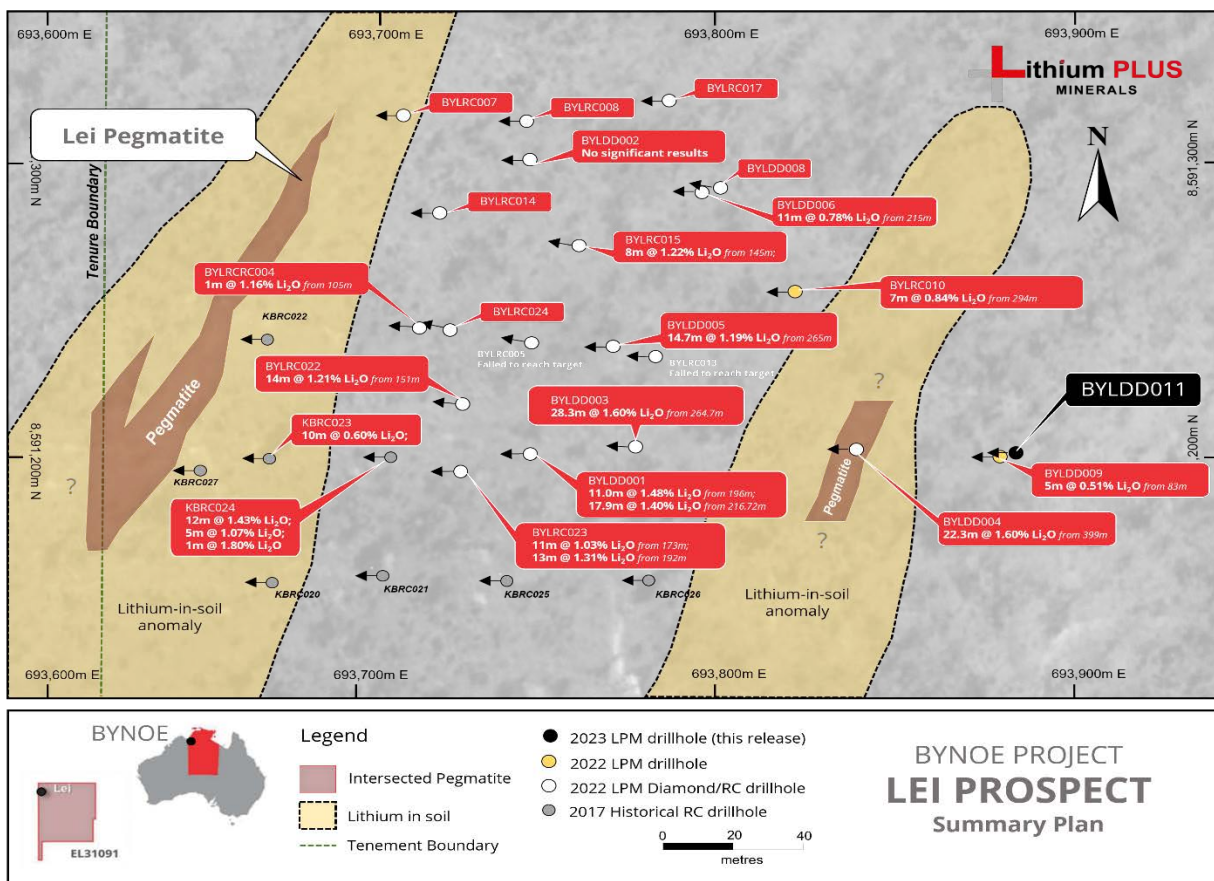 693,600m E
693,700m E
693,800m E
693,900m E
Lithium PLUS
MINERALS
N
Lei Pegmatite
BYLRC007
BYLRC008
BYLRC017
BYLDD002
No significant results
BYLDD008
BYLDD006
11m @ 0.78% Li₂O from 215m
,300m N
8,591,300m N
Tenure Boundary
BYLRC014
BYLRC015
8m @ 1.22% Li₂O from 145m;
BYLRCRC004
1m @ 1.16% Li₂O from 105m
BYLRC010
7m @ 0.84% Li₂O from 294m
KBRC022
BYLRC024
BYLRC005
Failed to reach target
BYLDD005
14.7m @ 1.19% Li₂O from 265m
BYLRC013
Failed to reach target
BYLRC022
14m @ 1.21% Li₂O from 151m
Pegmatite
BYLDD003
28.3m @ 1.60% Li₂O from 264.7m
?
BYLDD011
KBRC023
10m @ 0.60% Li₂O;
8,591,200m N
,200m N
KBRC027
?
BYLDD001
11.0m @ 1.48% Li₂O from 196m;
17.9m @ 1.40% Li₂O from 216.72m
Pegmatite
BYLDD009
5m @ 0.51% Li₂O from 83m
KBRC024
12m @ 1.43% Li₂O;
5m @ 1.07% Li₂O;
1m @ 1.80% Li₂O
BYLRC023
11m @ 1.03% Li₂O from 173m;
13m @ 1.31% Li₂O from 192m
?
BYLDD004
22.3m @ 1.60% Li₂O from 399m
KBRC020
KBRC021
KBRC025
KBRC026
Lithium-in-soil
anomaly
Lithium-in-soil
anomaly
693,600m E
693,700m E
693,800m E
693,900m E
BYNOE
Lei
EL31091
Legend
Intersected Pegmatite
Lithium in soil
Tenement Boundary
2023 LPM drillhole (this release)
2022 LPM drillhole
2022 LPM Diamond/RC drillhole
2017 Historical RC drillhole
0 20 40
metres
BYNOE PROJECT
LEI PROSPECT
Summary Plan